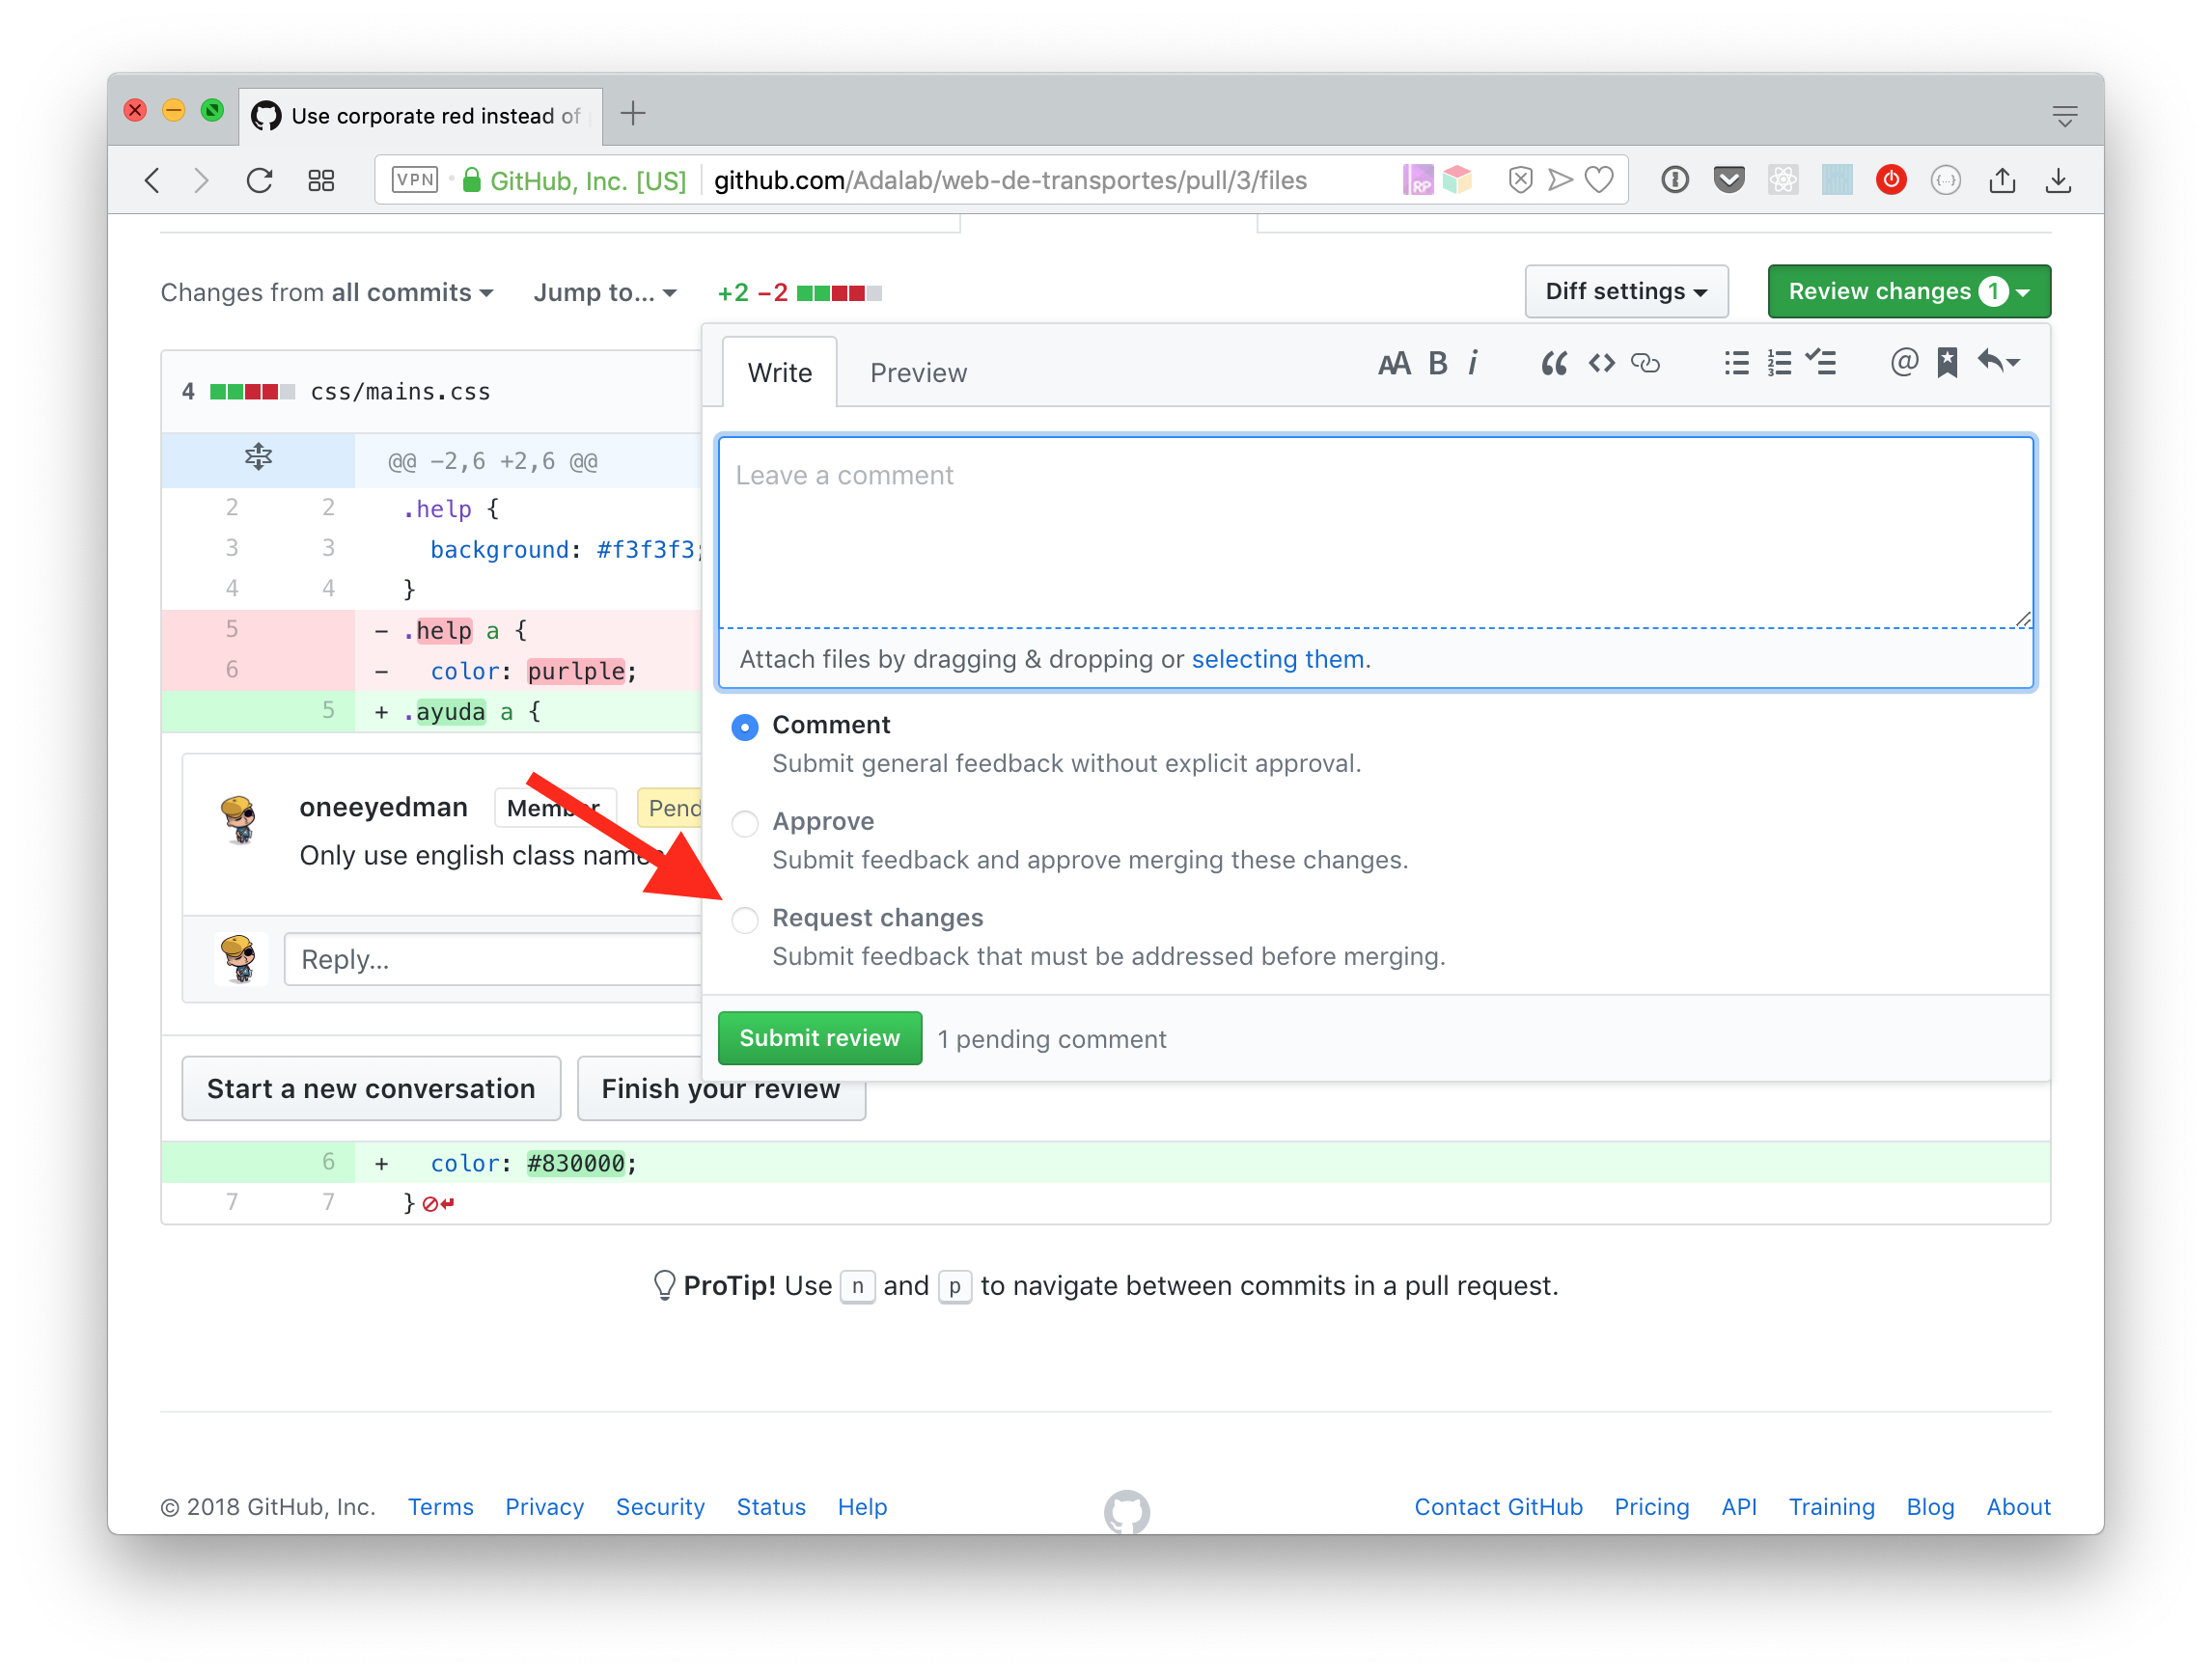 Use corporate red instead of
VPN GitHub, Inc. [US] github.com/Adalab/web-de-transportes/pull/3/files
Changes from all commits Jump to... +2 −2 Diff settings Review changes 1
4 css/mains.css
Write Preview AA B i
@@ -2,6 +2,6 @@
Leave a comment
2 2 .help {
3 3 background: #f3f3f3;
4 4 }
5 - .help a {
6 - color: purlple;
5 + .ayuda a {
Attach files by dragging & dropping or selecting them.
Comment
Submit general feedback without explicit approval.
Approve
Submit feedback and approve merging these changes.
Request changes
Submit feedback that must be addressed before merging.
Submit review 1 pending comment
oneeyedman Member Pend
Only use english class names
Reply...
Start a new conversation Finish your review
6 + color: #830000;
7 7 }
ProTip! Use n and p to navigate between commits in a pull request.
© 2018 GitHub, Inc. Terms Privacy Security Status Help Contact GitHub Pricing API Training Blog About